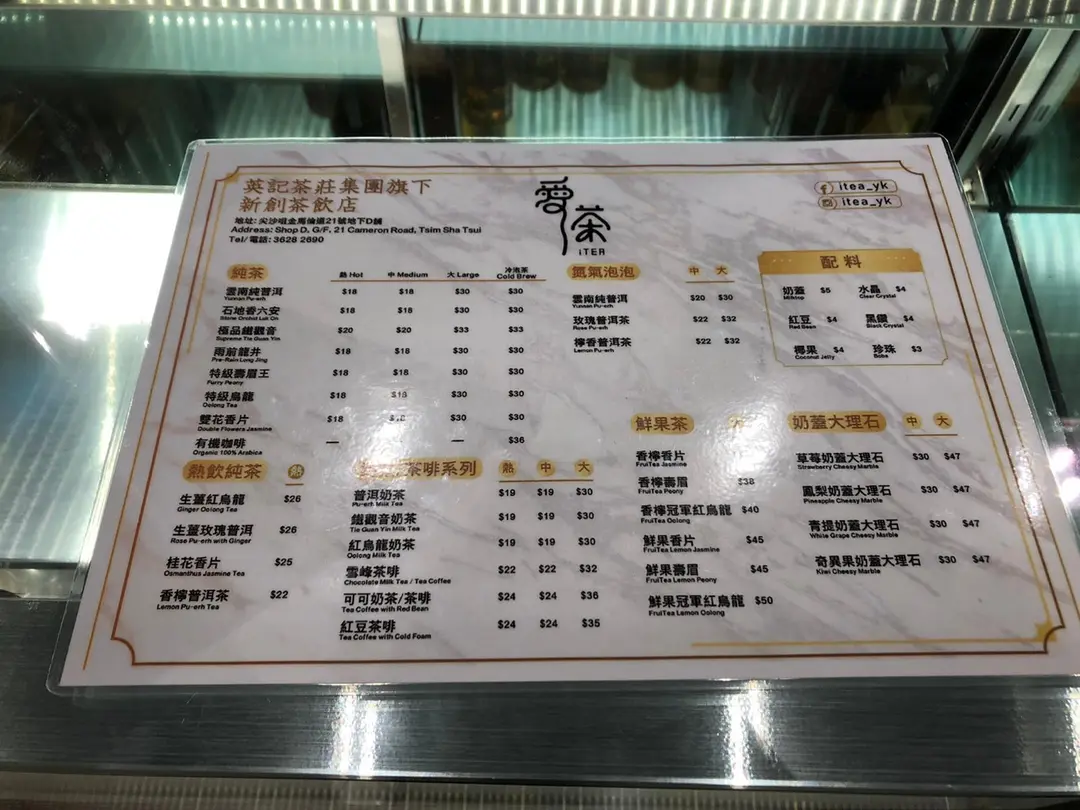 英記茶莊集團旗下
新創茶飲店
地址: 尖沙咀金馬倫道21號地下D舖
Address: Shop D, G/F, 21 Cameron Road, Tsim Sha Tsui
Tel/電話: 3628 2690
愛茶
iTEA
itea_yk
itea_yk
純茶 熱 Hot 中 Medium 大 Large 冷泡茶 Cold Brew
雲南純普洱 $18 $18 $30 $30
Yunnan Pu-erh
石地香六安 $18 $18 $30 $30
Stone Orchid Luk On
極品鐵觀音 $20 $20 $33 $33
Supreme Tie Guan Yin
雨前龍井 $18 $18 $30 $30
Pre-Rain Long Jing
特級壽眉王 $18 $18 $30 $30
Furry Peony
特級烏龍 $18 $18 $30 $30
Oolong Tea
雙花香片 $18 $18 $30 $30
Double Flowers Jasmine
有機咖啡 — — $36
Organic 100% Arabica
氮氣泡泡 中 大
雲南純普洱 $20 $30
Yunnan Pu-erh
玫瑰普洱茶 $22 $32
Rose Pu-erh
檸香普洱茶 $22 $32
Lemon Pu-erh
配料
奶蓋 $5 水晶 $4
Milktop Clear Crystal
紅豆 $4 黑鑽 $4
Red Bean Black Crystal
椰果 $4 珍珠 $3
Coconut Jelly Boba
熱飲純茶 熱
生薑紅烏龍 $26
Ginger Oolong Tea
生薑玫瑰普洱 $26
Rose Pu-erh with Ginger
桂花香片 $25
Osmanthus Jasmine Tea
香檸普洱茶 $22
Lemon Pu-erh Tea
茶啡系列 熱 中 大
普洱奶茶 $19 $19 $30
Pu-erh Milk Tea
鐵觀音奶茶 $19 $19 $30
Tie Guan Yin Milk Tea
紅烏龍奶茶 $19 $19 $30
Oolong Milk Tea
雪峰茶啡 $22 $22 $32
Chocolate Milk Tea / Tea Coffee
可可奶茶/茶啡 $24 $24 $36
Tea Coffee with Red Bean
紅豆茶啡 $24 $24 $35
Tea Coffee with Cold Foam
鮮果茶
香檸香片
FruiTea Jasmine
香檸壽眉 $38
FruiTea Peony
香檸冠軍紅烏龍 $40
FruiTea Oolong
鮮果香片 $45
FruiTea Lemon Jasmine
鮮果壽眉 $45
FruiTea Lemon Peony
鮮果冠軍紅烏龍 $50
FruiTea Lemon Oolong
奶蓋大理石 中 大
草莓奶蓋大理石 $30 $47
Strawberry Cheesy Marble
鳳梨奶蓋大理石 $30 $47
Pineapple Cheesy Marble
青提奶蓋大理石 $30 $47
White Grape Cheesy Marble
奇異果奶蓋大理石 $30 $47
Kiwi Cheesy Marble